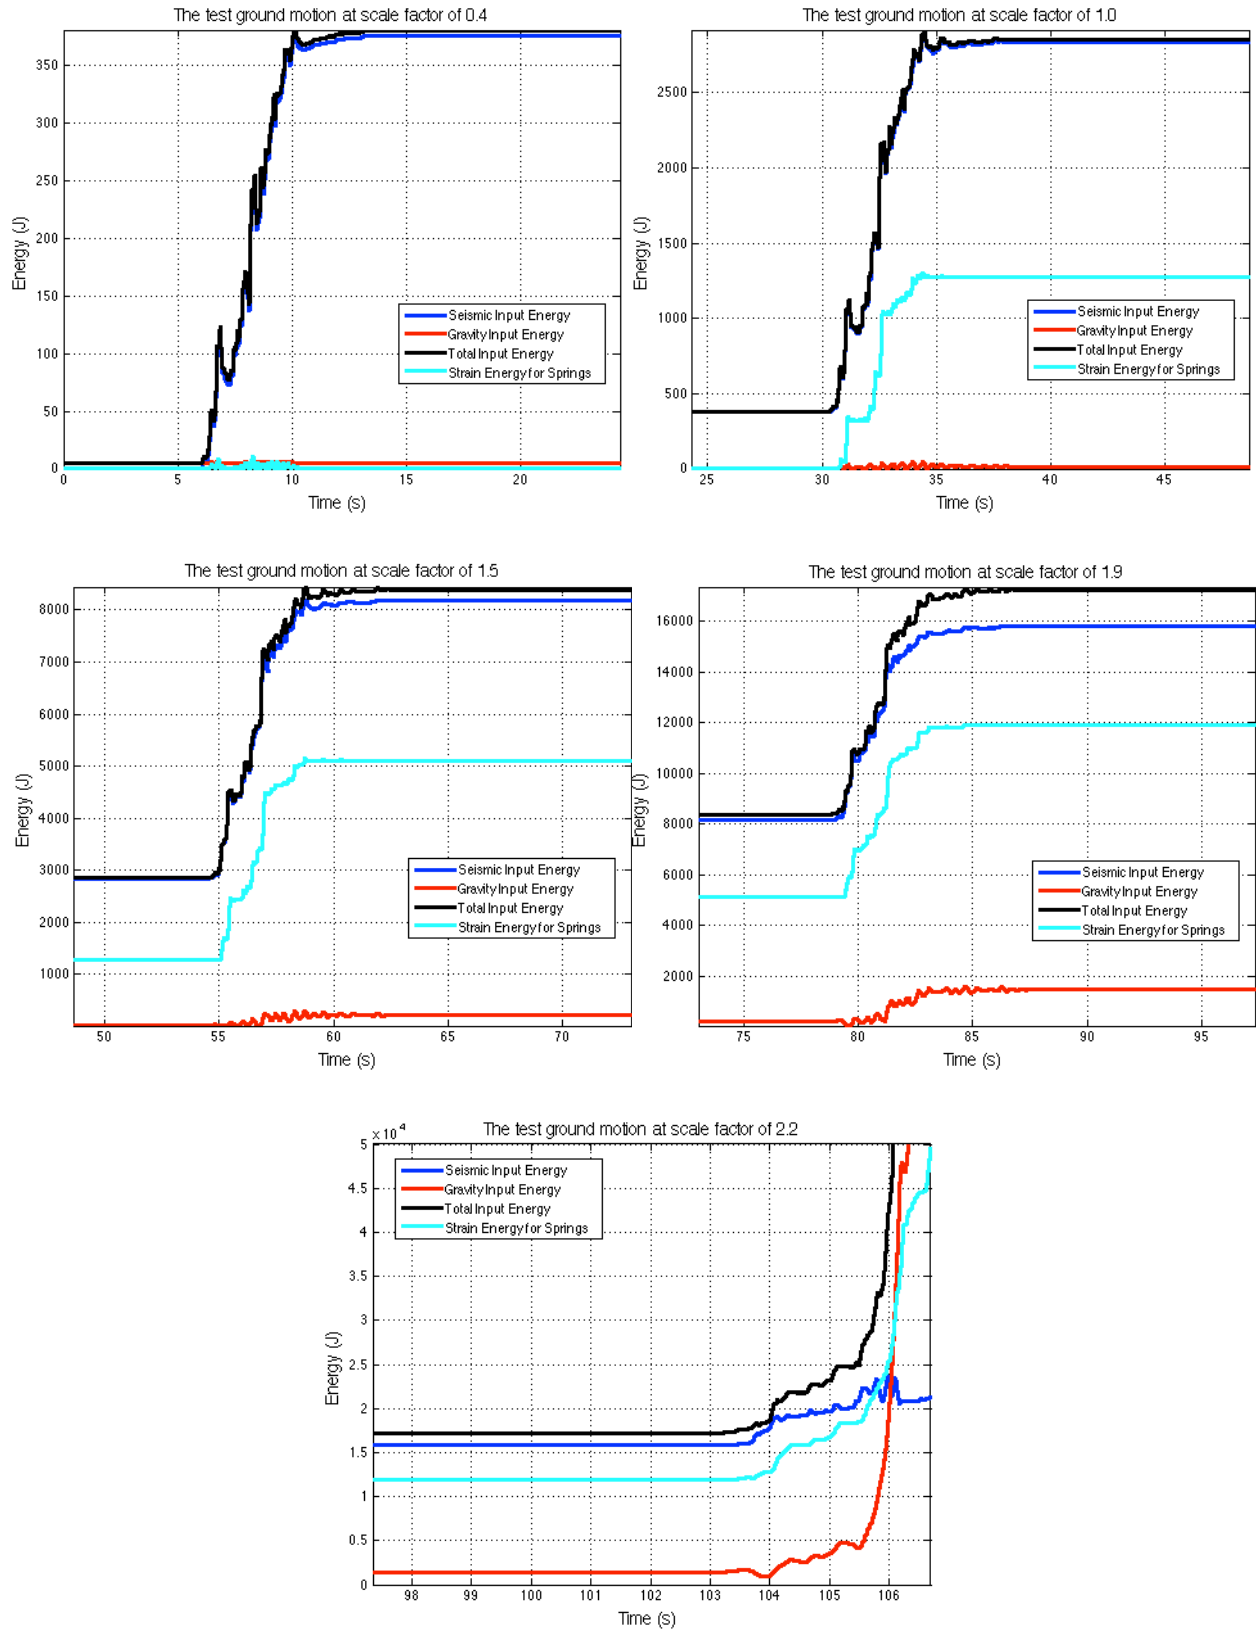 The test ground motion at scale factor of 0.4
350
300
250
200
150
100
50
0
Energy (J)
0 5 10 15 20
Time (s)
Seismic Input Energy
Gravity Input Energy
Total Input Energy
Strain Energy for Springs
The test ground motion at scale factor of 1.0
2500
2000
1500
1000
500
0
Energy (J)
25 30 35 40 45
Time (s)
Seismic Input Energy
Gravity Input Energy
Total Input Energy
Strain Energy for Springs
The test ground motion at scale factor of 1.5
8000
7000
6000
5000
4000
3000
2000
1000
Energy (J)
50 55 60 65 70
Time (s)
Seismic Input Energy
Gravity Input Energy
Total Input Energy
Strain Energy for Springs
The test ground motion at scale factor of 1.9
16000
14000
12000
10000
8000
6000
4000
2000
Energy (J)
75 80 85 90 95
Time (s)
Seismic Input Energy
Gravity Input Energy
Total Input Energy
Strain Energy for Springs
The test ground motion at scale factor of 2.2
x 10⁴
5
4.5
4
3.5
3
2.5
2
1.5
1
0.5
0
Energy (J)
98 99 100 101 102 103 104 105 106
Time (s)
Seismic Input Energy
Gravity Input Energy
Total Input Energy
Strain Energy for Springs